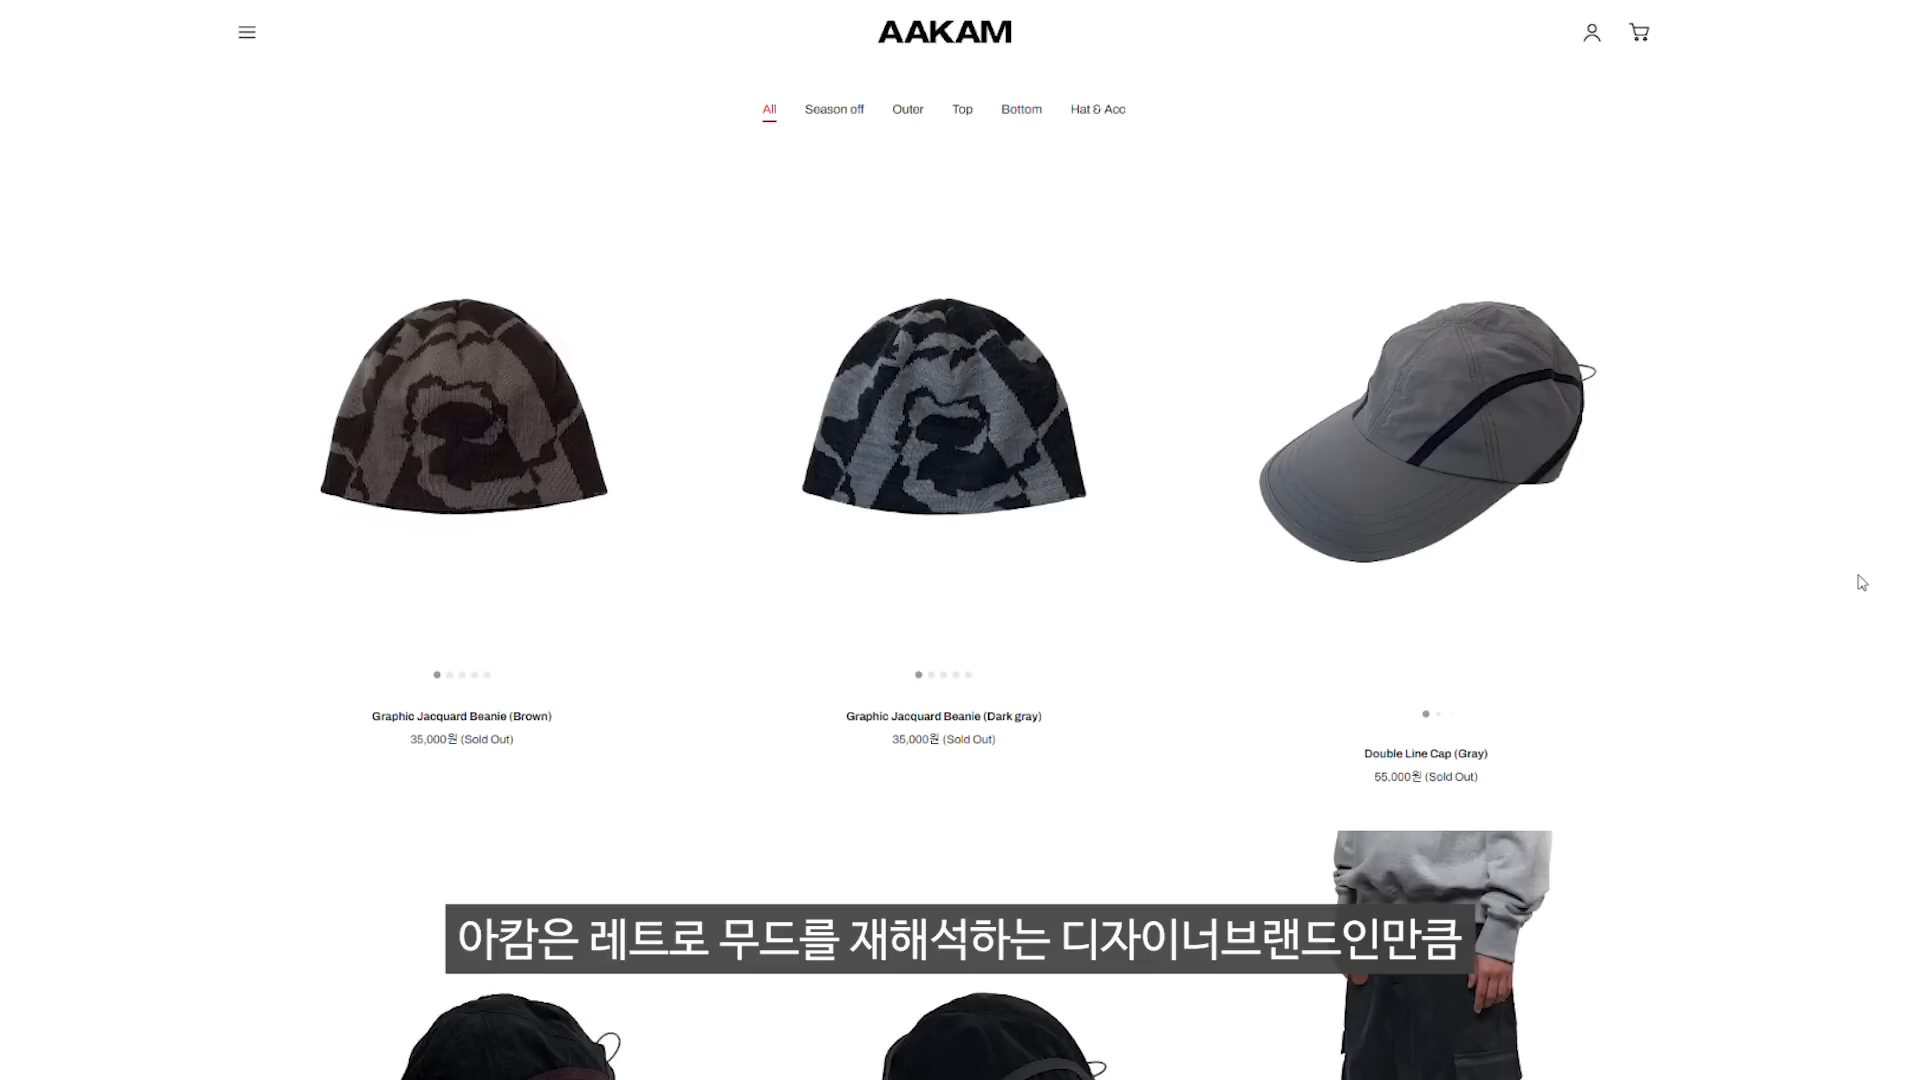 AAKAM
All
Season off
Outer
Top
Bottom
Hat & Acc
Graphic Jacquard Beanie (Brown)
35,000원 (Sold Out)
Graphic Jacquard Beanie (Dark gray)
35,000원 (Sold Out)
Double Line Cap (Gray)
55,000원 (Sold Out)
아캄은 레트로 무드를 재해석하는 디자이너브랜드인만큼